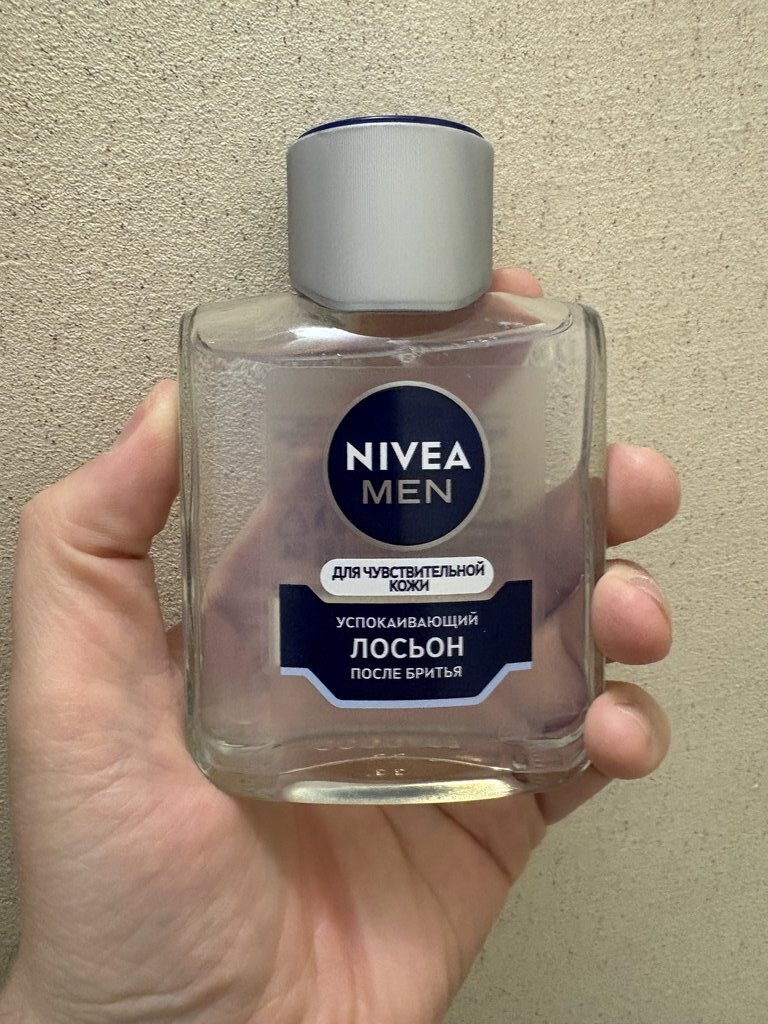 NIVEA
MEN
ДЛЯ ЧУВСТВИТЕЛЬНОЙ
КОЖИ
УСПОКАИВАЮЩИЙ
ЛОСЬОН
ПОСЛЕ БРИТЬЯ